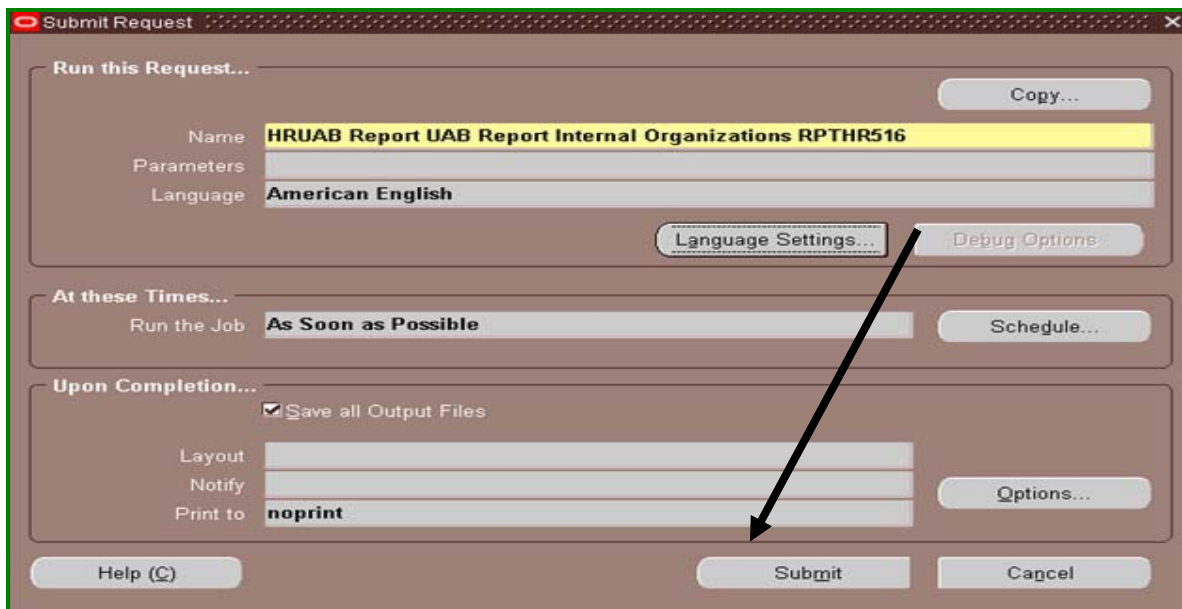 Submit Request
Run this Request...
Copy...
Name HRUAB Report UAB Report Internal Organizations RPTHR516
Parameters
Language American English
Language Settings... Debug Options
At these Times...
Run the Job As Soon as Possible Schedule...
Upon Completion...
Save all Output Files
Layout
Notify
Options...
Print to noprint
Help (C) Submit Cancel